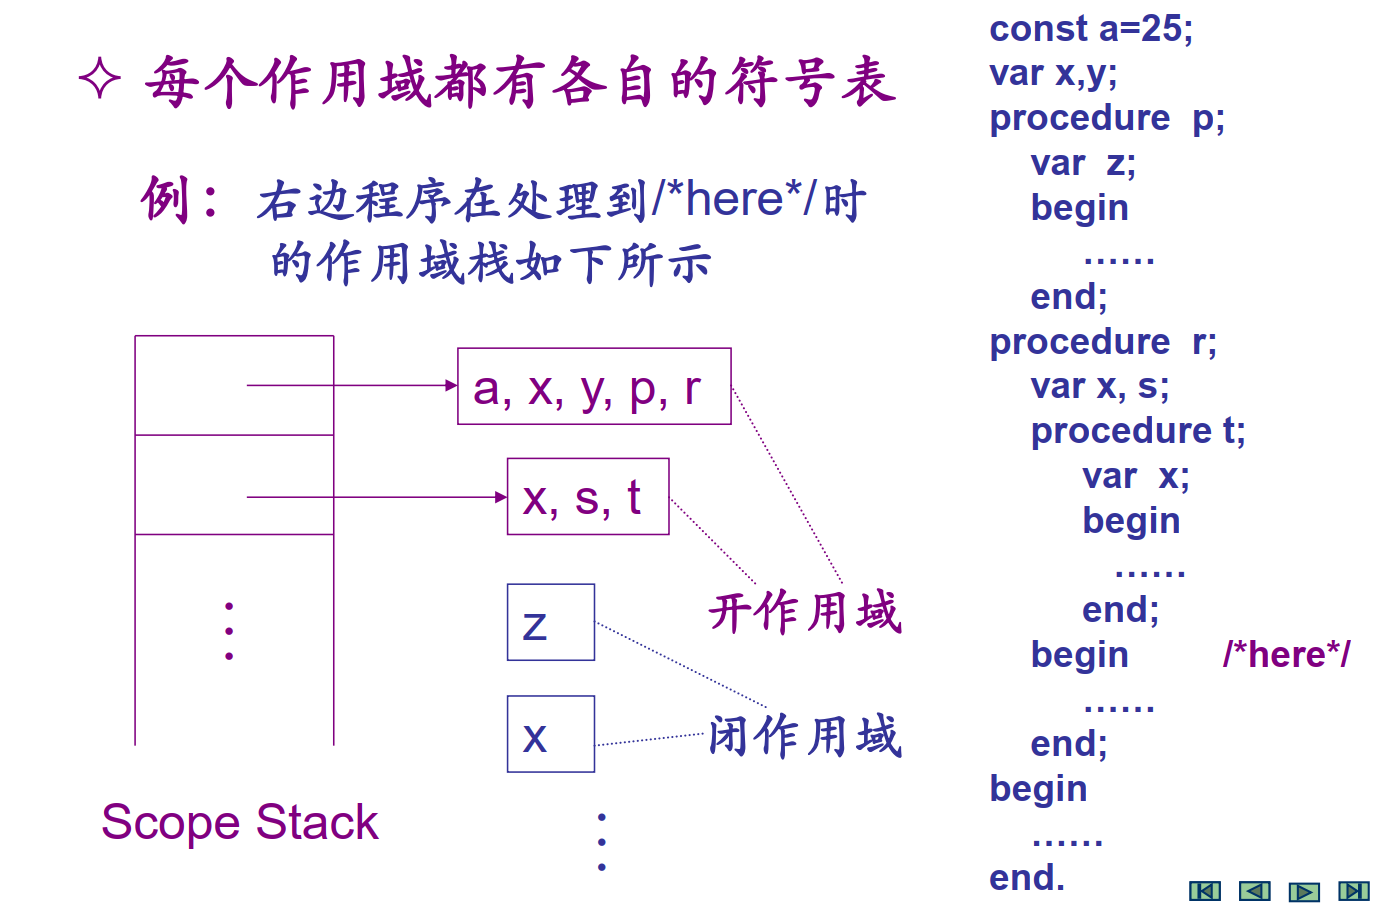 ✧ 每个作用域都有各自的符号表
例： 右边程序在处理到/*here*/时
的作用域栈如下所示
a, x, y, p, r
x, s, t
开作用域
z
x
闭作用域
Scope Stack
const a=25;
var x,y;
procedure p;
var z;
begin
……
end;
procedure r;
var x, s;
procedure t;
var x;
begin
……
end;
begin /*here*/
……
end;
begin
……
end.